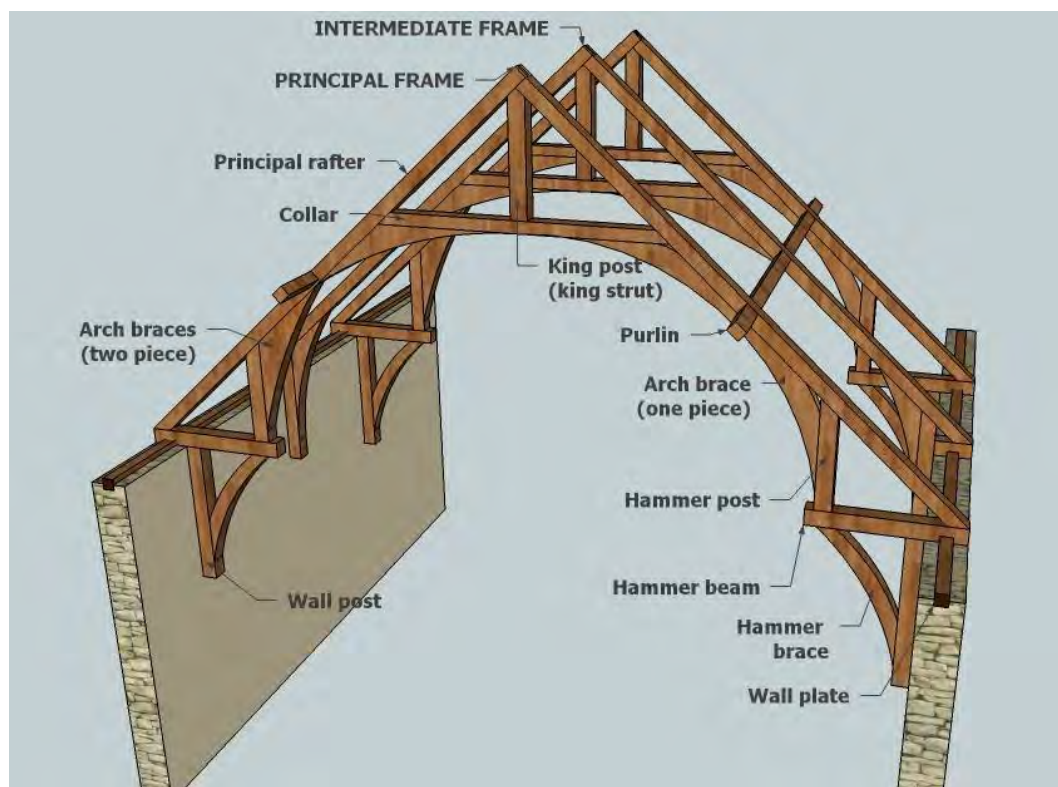 INTERMEDIATE FRAME
PRINCIPAL FRAME
Principal rafter
Collar
King post
(king strut)
Arch braces
(two piece)
Purlin
Arch brace
(one piece)
Hammer post
Hammer beam
Wall post
Hammer
brace
Wall plate